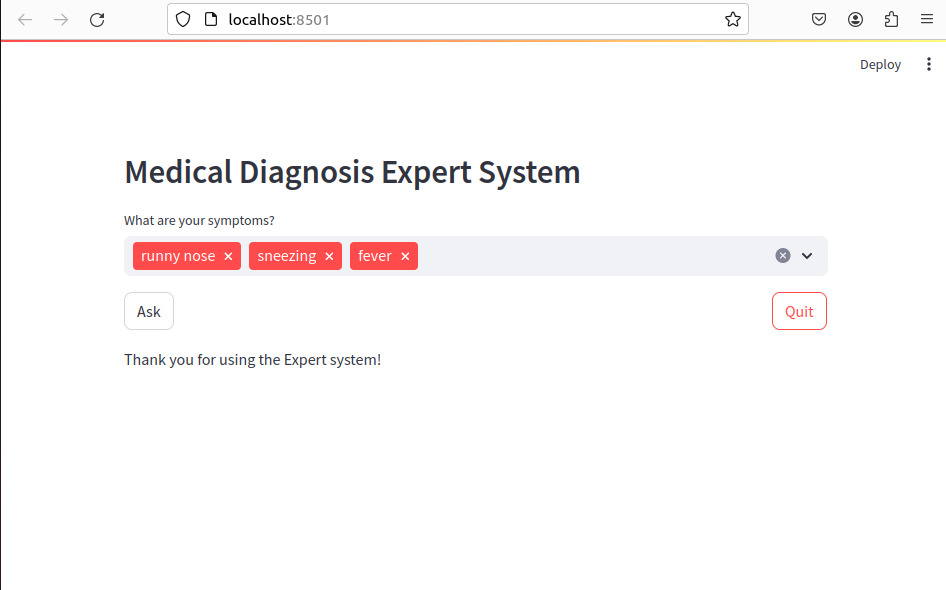 localhost:8501
Deploy
Medical Diagnosis Expert System
What are your symptoms?
runny nose sneezing fever
Ask Quit
Thank you for using the Expert system!